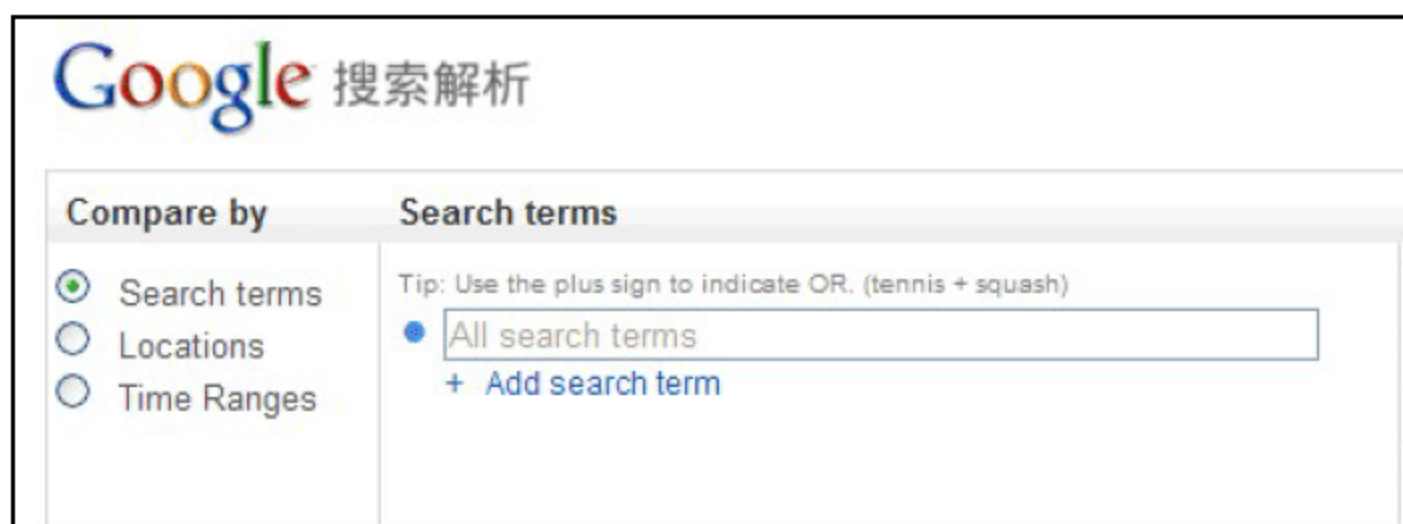 Google 搜索解析
Compare by
Search terms
Search terms
Locations
Time Ranges
Tip: Use the plus sign to indicate OR. (tennis + squash)
All search terms
+ Add search term